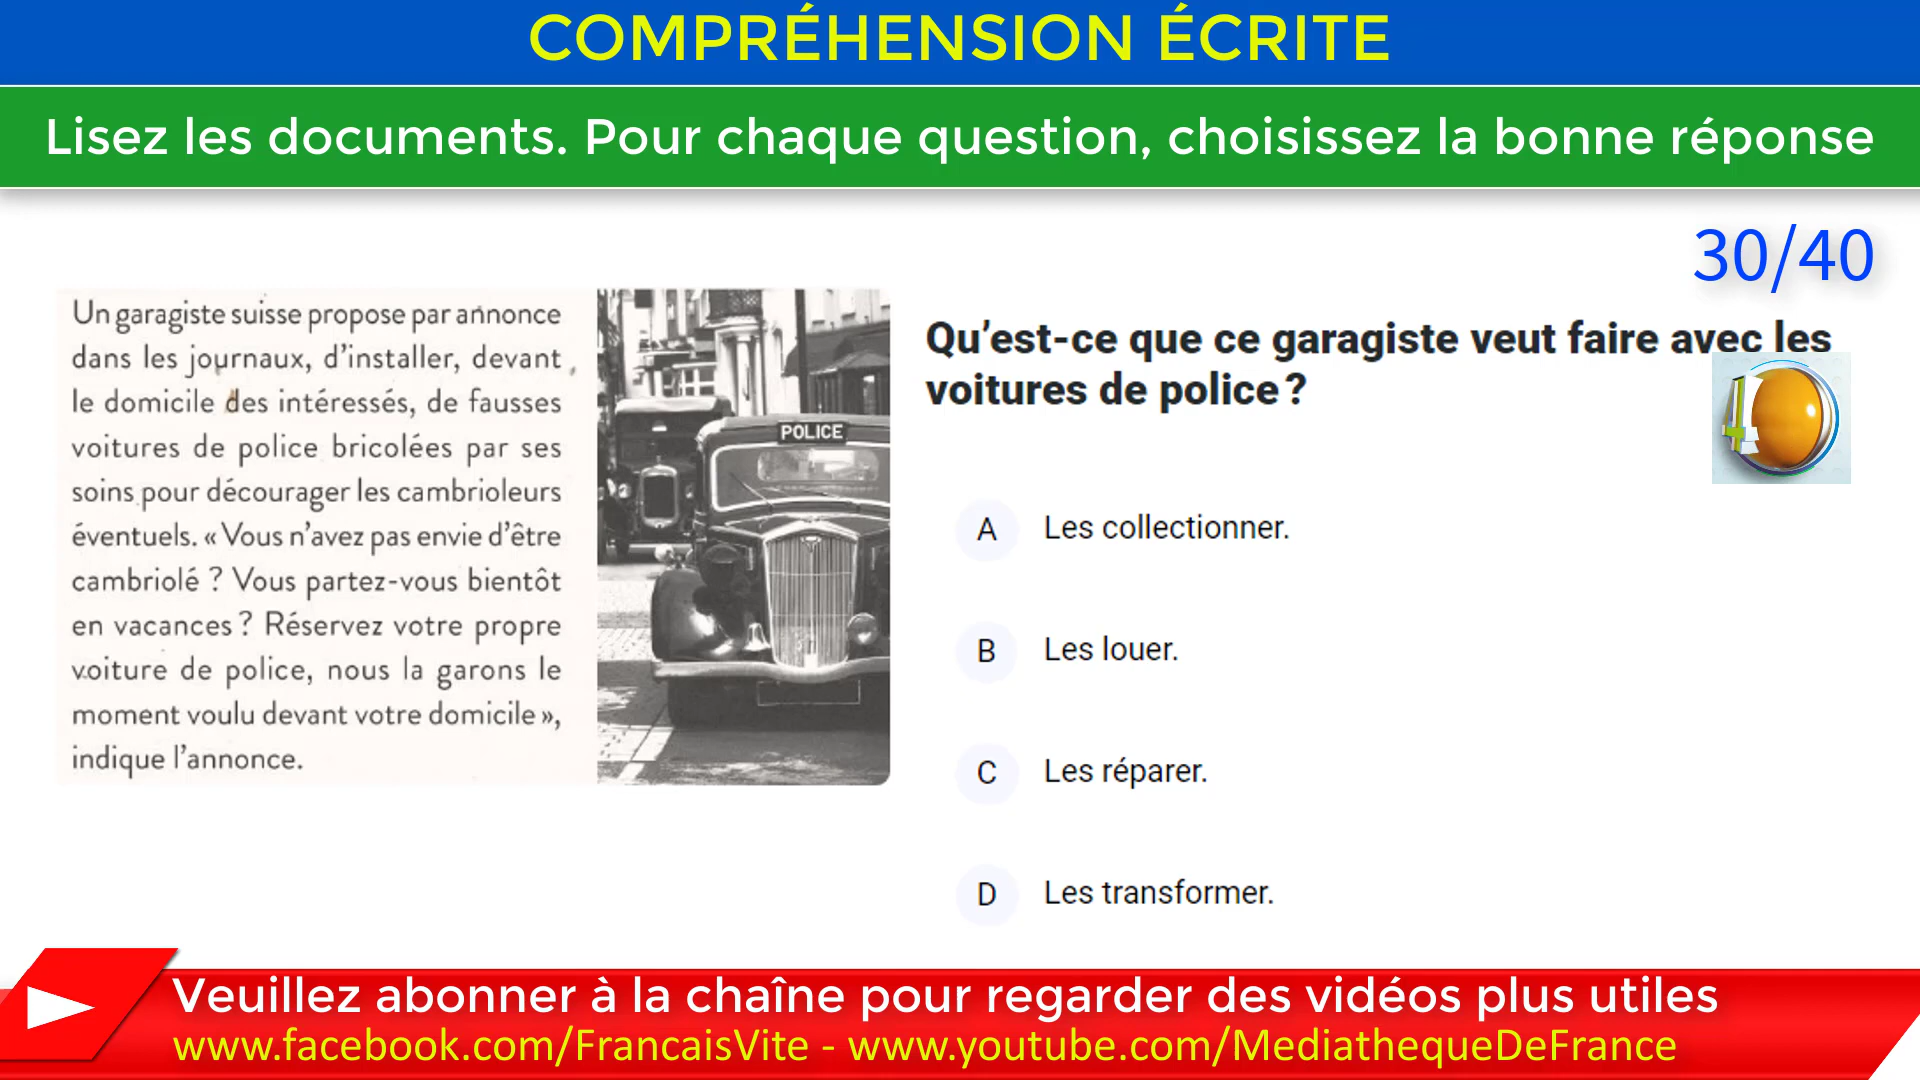 COMPRÉHENSION ÉCRITE
Lisez les documents. Pour chaque question, choisissez la bonne réponse
30/40
Un garagiste suisse propose par annonce
dans les journaux, d'installer, devant
le domicile des intéressés, de fausses
voitures de police bricolées par ses
soins pour décourager les cambrioleurs
éventuels. « Vous n'avez pas envie d'être
cambriolé ? Vous partez-vous bientôt
en vacances ? Réservez votre propre
voiture de police, nous la garons le
moment voulu devant votre domicile »,
indique l'annonce.
POLICE
Qu'est-ce que ce garagiste veut faire avec les
voitures de police ?
A Les collectionner.
B Les louer.
C Les réparer.
D Les transformer.
Veuillez abonner à la chaîne pour regarder des vidéos plus utiles
www.facebook.com/FrancaisVite - www.youtube.com/MediathequeDeFrance